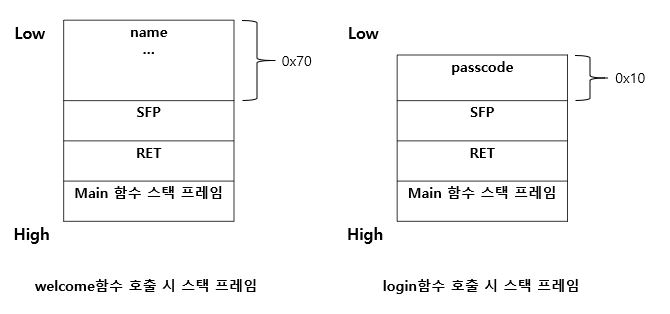 Low
name
...
0x70
SFP
RET
Main 함수 스택 프레임
High
welcome함수 호출 시 스택 프레임
Low
passcode
0x10
SFP
RET
Main 함수 스택 프레임
High
login함수 호출 시 스택 프레임